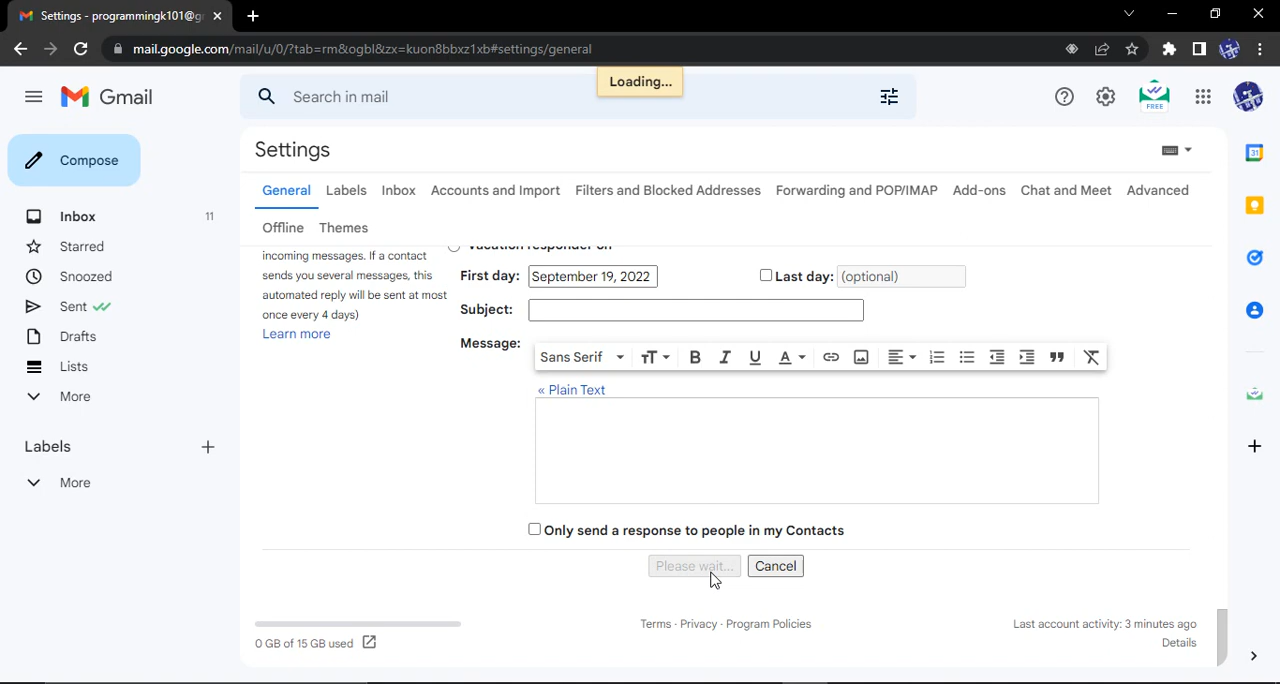 Settings - programmingk101@g
mail.google.com/mail/u/0/?tab=rm&ogbl&zx=kuon8bbxz1xb#settings/general
Loading...
Gmail
Search in mail
FREE
Compose
Settings
General Labels Inbox Accounts and Import Filters and Blocked Addresses Forwarding and POP/IMAP Add-ons Chat and Meet Advanced
Offline Themes
Inbox 11
Starred
Snoozed
Sent
Drafts
Lists
More
Labels
More
incoming messages. If a contact
sends you several messages, this
automated reply will be sent at most
once every 4 days)
Learn more
Vacation responder on
First day: September 19, 2022 Last day: (optional)
Subject:
Message:
Sans Serif
« Plain Text
Only send a response to people in my Contacts
Please wait... Cancel
0 GB of 15 GB used
Terms · Privacy · Program Policies
Last account activity: 3 minutes ago
Details
31